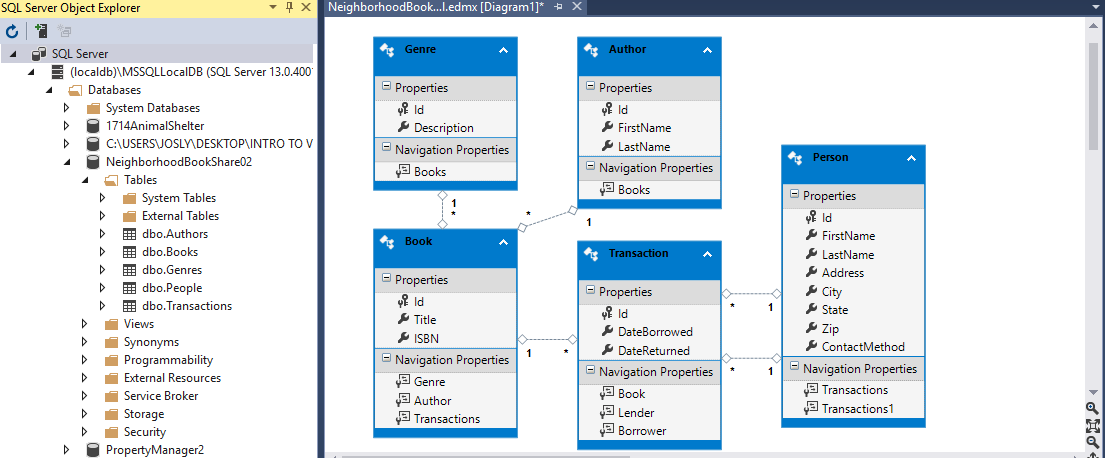 SQL Server Object Explorer
SQL Server
(localdb)\MSSQLLocalDB (SQL Server 13.0.400
Databases
System Databases
1714AnimalShelter
C:\USERS\JOSLY\DESKTOP\INTRO TO V
NeighborhoodBookShare02
Tables
System Tables
External Tables
dbo.Authors
dbo.Books
dbo.Genres
dbo.People
dbo.Transactions
Views
Synonyms
Programmability
External Resources
Service Broker
Storage
Security
PropertyManager2
NeighborhoodBook...l.edmx [Diagram1]*
Genre
Properties
Id
Description
Navigation Properties
Books
1
*
Author
Properties
Id
FirstName
LastName
Navigation Properties
Books
*
1
Book
Properties
Id
Title
ISBN
Navigation Properties
Genre
Author
Transactions
1
*
Transaction
Properties
Id
DateBorrowed
DateReturned
Navigation Properties
Book
Lender
Borrower
*
1
*
1
Person
Properties
Id
FirstName
LastName
Address
City
State
Zip
ContactMethod
Navigation Properties
Transactions
Transactions1